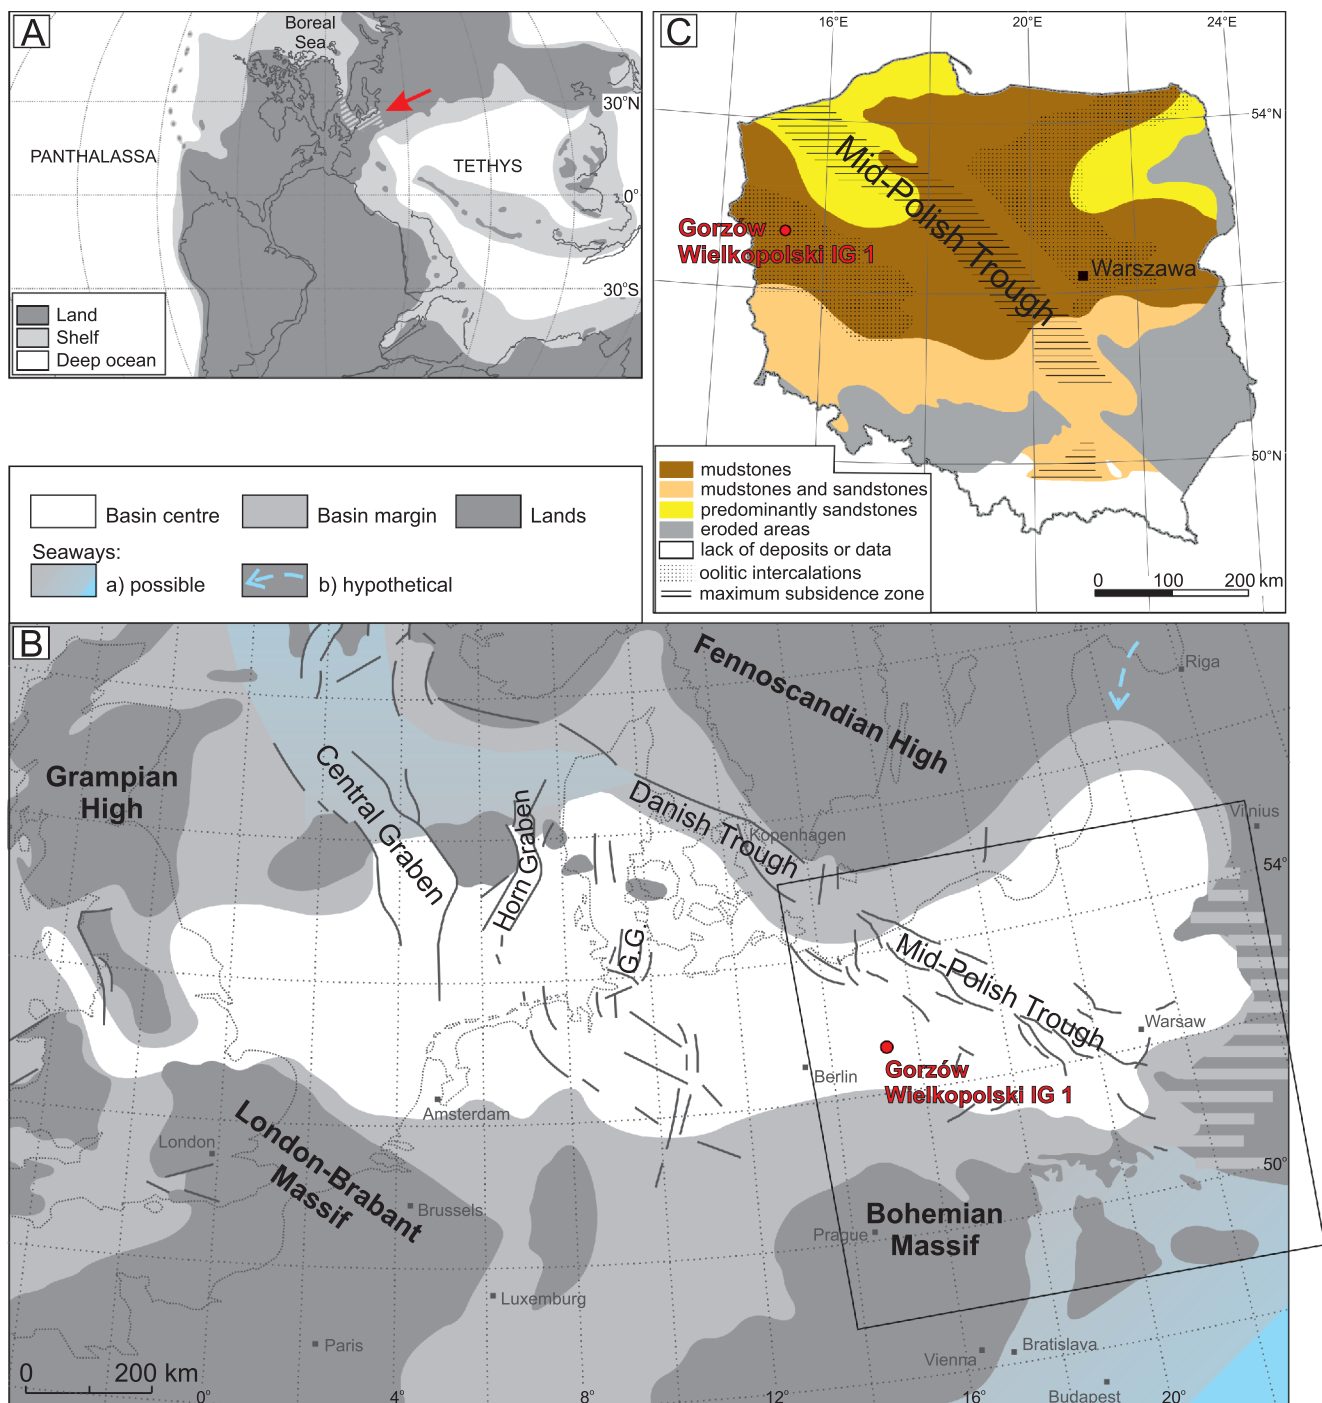 A
Boreal
Sea
30°N
PANTHALASSA
TETHYS
0°
30°S
Land
Shelf
Deep ocean
C
16°E
20°E
24°E
54°N
Mid-Polish Trough
Gorzów
Wielkopolski IG 1
Warszawa
50°N
mudstones
mudstones and sandstones
predominantly sandstones
eroded areas
lack of deposits or data
oolitic intercalations
maximum subsidence zone
0 100 200 km
Basin centre
Basin margin
Lands
Seaways:
a) possible
b) hypothetical
B
Fennoscandian High
Riga
Grampian
High
Central Graben
Horn Graben
Danish Trough
Kopenhagen
Vilnius
54°
G.G.
Mid-Polish Trough
Warsaw
Gorzów
Wielkopolski IG 1
Berlin
Amsterdam
London
London-Brabant
Massif
Brussels
50°
Bohemian
Massif
Prague
Luxemburg
Paris
Vienna
Bratislava
Budapest
0 200 km
0°
4°
8°
12°
16°
20°